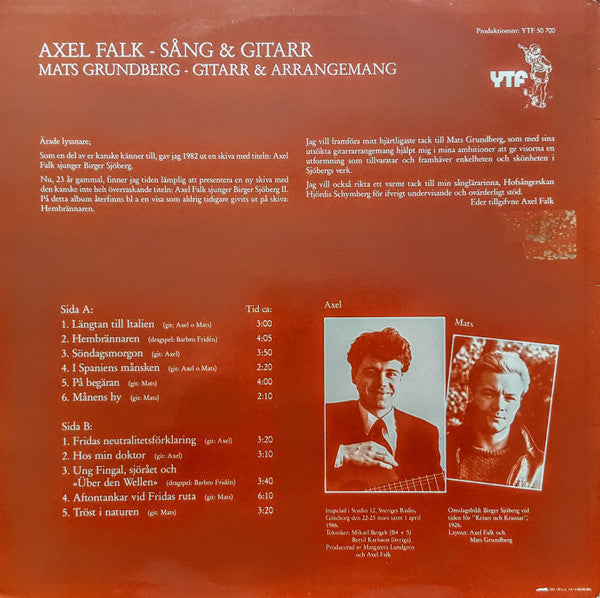 Produktionsnr: YTF 50 700
AXEL FALK - SÅNG & GITARR
MATS GRUNDBERG - GITARR & ARRANGEMANG
YTF
Ärade lyssnare;
Som en del av er kanske känner till, gav jag 1982 ut en skiva med titeln: Axel
Falk sjunger Birger Sjöberg.
Nu, 23 år gammal, finner jag tiden lämplig att presentera en ny skiva med
den kanske inte helt överraskande titeln: Axel Falk sjunger Birger Sjöberg II.
På detta album återfinns bl a en visa som aldrig tidigare givits ut på skiva:
Hembrännaren.
Jag vill framföra mitt hjärtligaste tack till Mats Grundberg, som med sina
utsökta gitarrarrangemang hjälpt mig i mina ambitioner att ge visorna en
utformning som tillvaratar och framhäver enkelheten och skönheten i
Sjöbergs verk.
Jag vill också rikta ett varmt tack till min sånglärarinna, Hofsångerskan
Hjördis Schymberg för ifvrigt undervisande och ovärderligt stöd.
Eder tillgifvne Axel Falk
Sida A: Tid ca:
1. Längtan till Italien (git: Axel o Mats) 3:00
2. Hembrännaren (dragspel: Barbro Fridén) 4:05
3. Söndagsmorgon (git: Axel) 3:50
4. I Spaniens månsken (git: Axel o Mats) 2:20
5. På begäran (git: Mats) 4:00
6. Månens hy (git: Mats) 2:10
Sida B:
1. Fridas neutralitetsförklaring (git: Axel) 3:20
2. Hos min doktor (git: Axel) 3:10
3. Ung Fingal, sjörået och
«Über den Wellen» (dragspel: Barbro Fridén) 3:40
4. Aftontankar vid Fridas ruta (git: Mats) 6:10
5. Tröst i naturen (git: Mats) 3:20
Axel
Mats
Inspelad i Studio 12, Sveriges Radio,
Göteborg den 22-23 mars samt 1 april
1986.
Tekniker: Mikael Bergek (B4 + 5)
Bertil Karlsson (övriga)
Producerad av Margareta Lundgren
och Axel Falk
Omslagsbild: Birger Sjöberg vid
tiden för "Kriser och Kransar",
1926.
Layout: Axel Falk och
Mats Grundberg